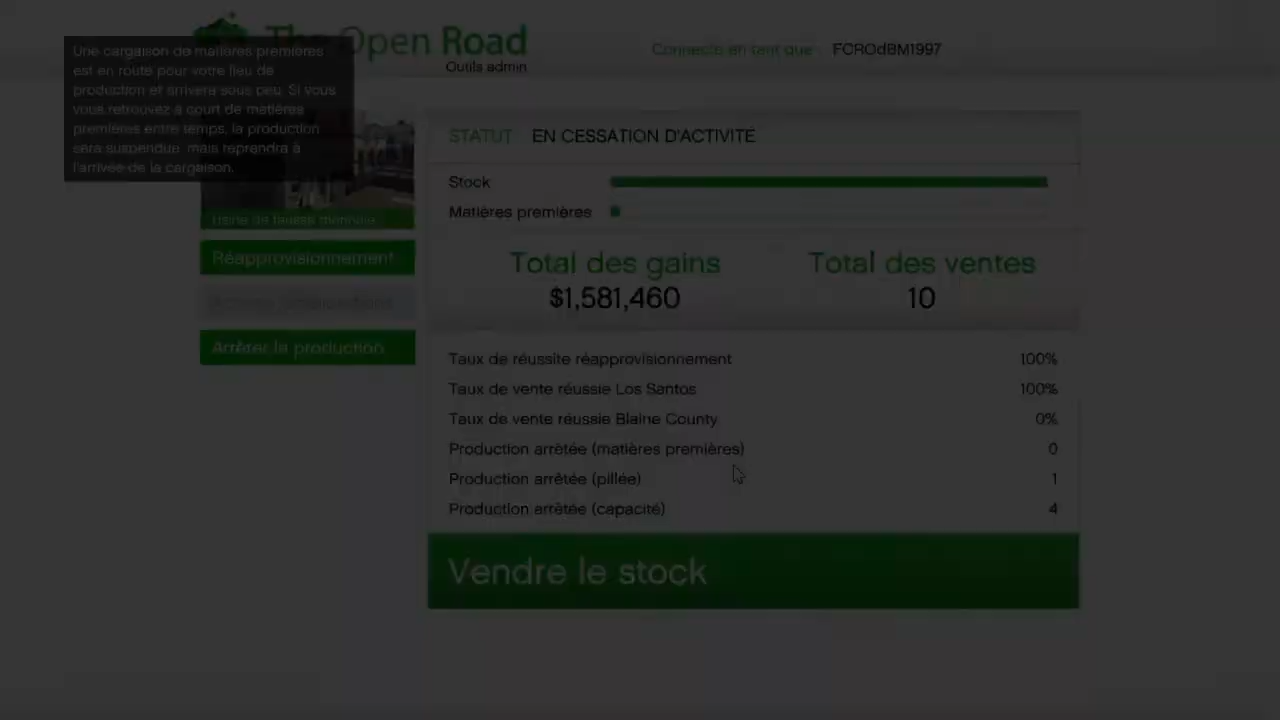 The Open Road
Outils admin
Connecté en tant que : FCROdBM1997
Une cargaison de matières premières
est en route pour votre lieu de
production et arrivera sous peu. Si vous
vous retrouvez à court de matières
premières entre temps, la production
sera suspendue, mais reprendra à
l'arrivée de la cargaison.
Usine de fausse monnaie
Réapprovisionnement
Arrêter la production
STATUT EN CESSATION D'ACTIVITÉ
Stock
Matières premières
Total des gains
$1,581,460
Total des ventes
10
Taux de réussite réapprovisionnement 100%
Taux de vente réussie Los Santos 100%
Taux de vente réussie Blaine County 0%
Production arrêtée (matières premières) 0
Production arrêtée (pillée) 1
Production arrêtée (capacité) 4
Vendre le stock